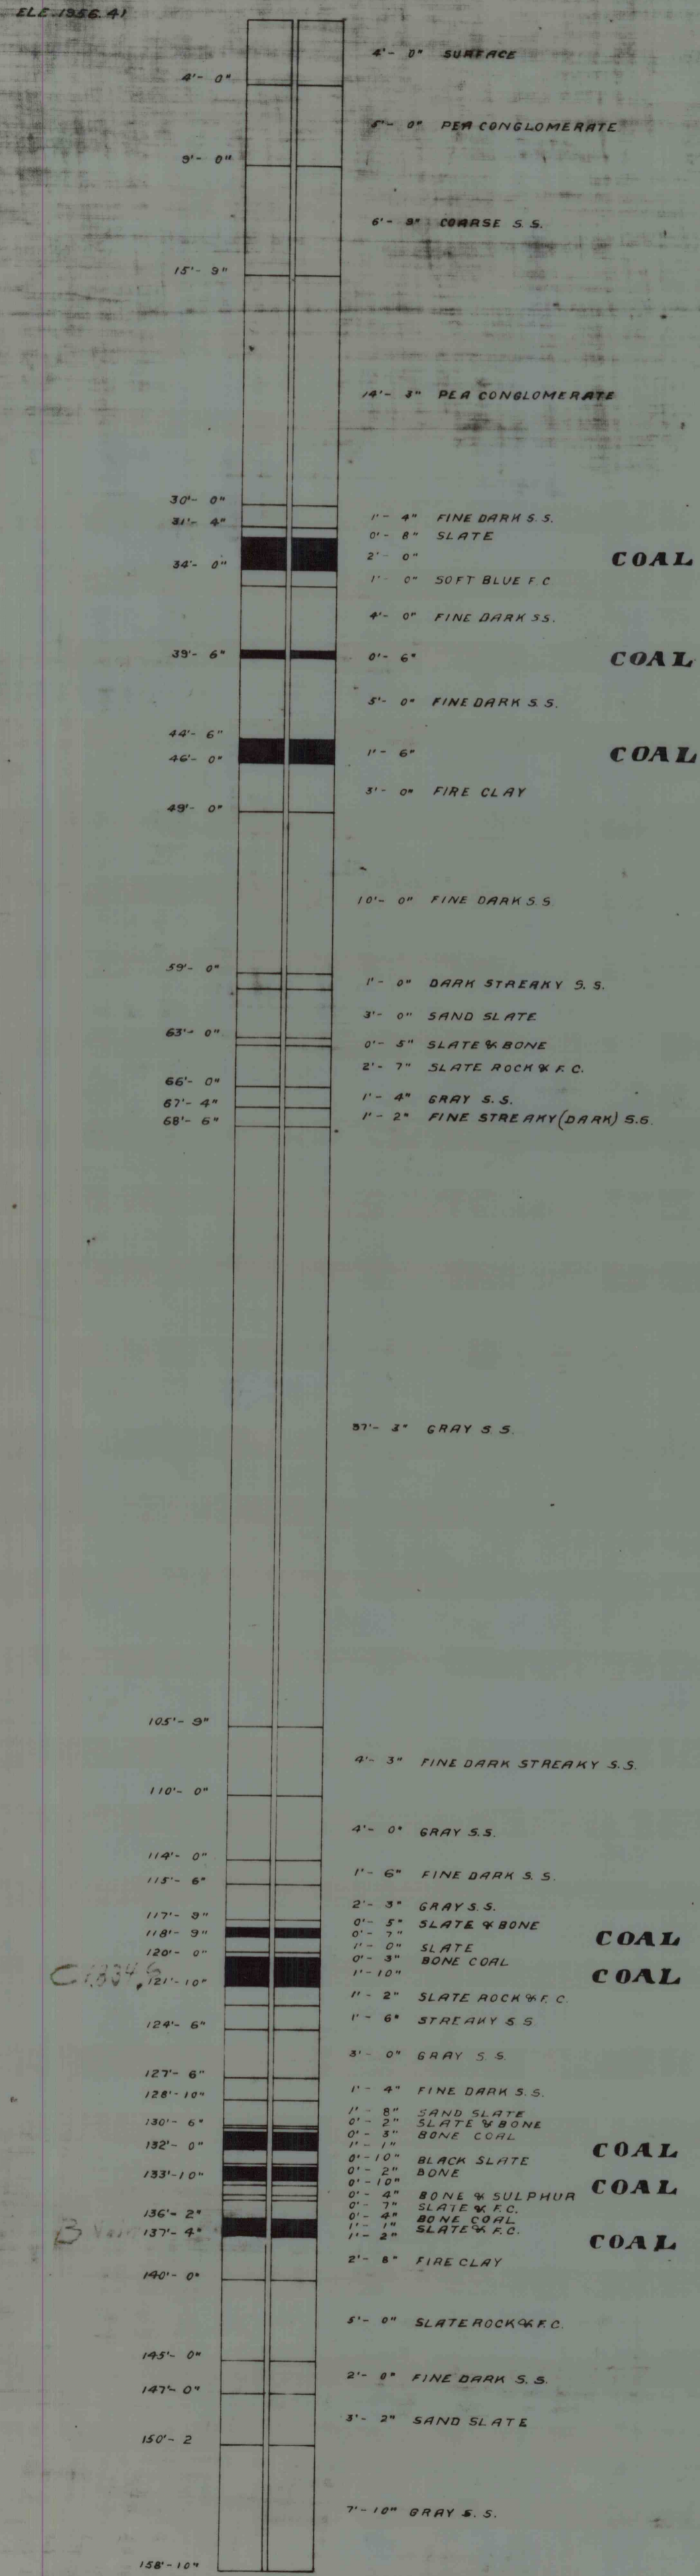 ELE. 1956.41
4'- 0" SURFACE
4'- 0"
5'- 0" PEA CONGLOMERATE
9'- 0"
6'- 9" COARSE S.S.
15'- 9"
14'- 3" PEA CONGLOMERATE
30'- 0"
1'- 4" FINE DARK S.S.
31'- 4"
0'- 8" SLATE
2'- 0" COAL
34'- 0"
1'- 0" SOFT BLUE F.C
4'- 0" FINE DARK S.S.
39'- 6" 0'- 6" COAL
5'- 0" FINE DARK S.S.
44'- 6"
46'- 0" 1'- 6" COAL
3'- 0" FIRE CLAY
49'- 0"
10'- 0" FINE DARK S.S.
59'- 0"
1'- 0" DARK STREAKY S.S.
3'- 0" SAND SLATE
63'- 0"
0'- 5" SLATE & BONE
2'- 7" SLATE ROCK & F.C.
66'- 0"
1'- 4" GRAY S.S.
67'- 4"
1'- 2" FINE STREAKY (DARK) S.S.
68'- 6"
37'- 3" GRAY S.S.
105'- 9"
4'- 3" FINE DARK STREAKY S.S.
110'- 0"
4'- 0" GRAY S.S.
114'- 0"
1'- 6" FINE DARK S.S.
115'- 6"
2'- 3" GRAY S.S.
117'- 9"
0'- 5" SLATE & BONE
118'- 9" 0'- 7" COAL
1'- 0" SLATE
120'- 0"
0'- 3" BONE COAL
1'- 10" COAL
121'- 10"
1'- 2" SLATE ROCK & F.C.
1'- 6" STREAKY S.S.
124'- 6"
3'- 0" GRAY S.S.
127'- 6"
1'- 4" FINE DARK S.S.
128'- 10"
1'- 8" SAND SLATE
130'- 6"
0'- 2" SLATE & BONE
0'- 3" BONE COAL
132'- 0" 1'- 1" COAL
0'- 10" BLACK SLATE
0'- 2" BONE
133'- 10" 0'- 10" COAL
0'- 4" BONE & SULPHUR
0'- 7" SLATE & F.C.
136'- 2"
0'- 4" BONE COAL
1'- 1" COAL
137'- 4" 1'- 2" SLATE & F.C.
B
2'- 8" FIRE CLAY
140'- 0"
5'- 0" SLATE ROCK & F.C.
145'- 0"
2'- 0" FINE DARK S.S.
147'- 0"
3'- 2" SAND SLATE
150'- 2
7'- 10" GRAY S.S.
158'- 10"